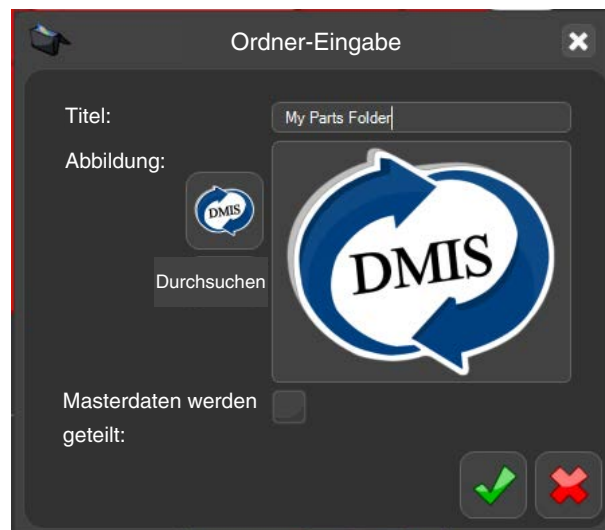 Ordner-Eingabe
Titel:
My Parts Folder
Abbildung:
DMIS
DMIS
Durchsuchen
Masterdaten werden
geteilt: